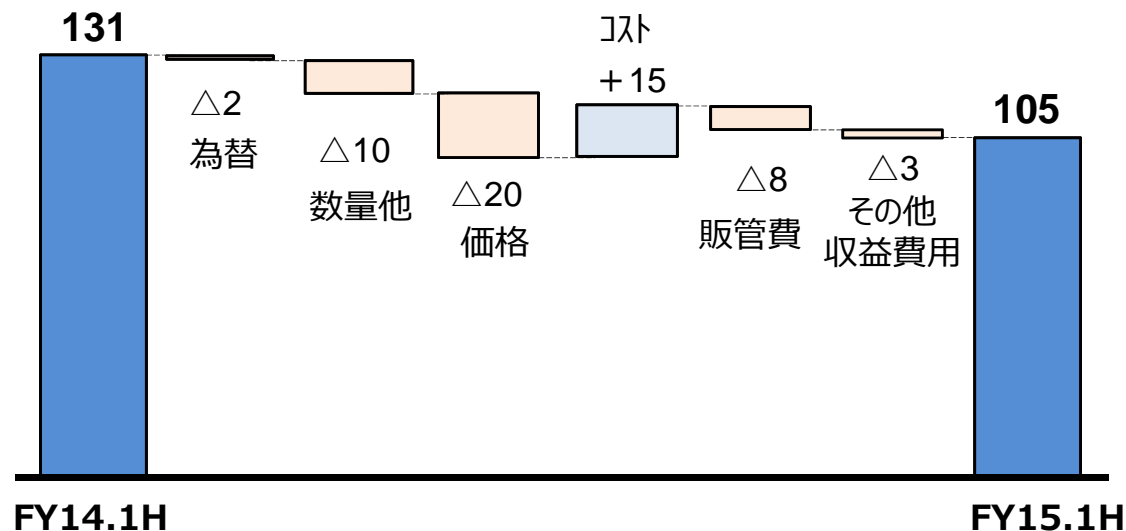 131
△2
為替
△10
数量他
△20
価格
コスト
＋15
△8
販管費
△3
その他
収益費用
105
FY14.1H
FY15.1H